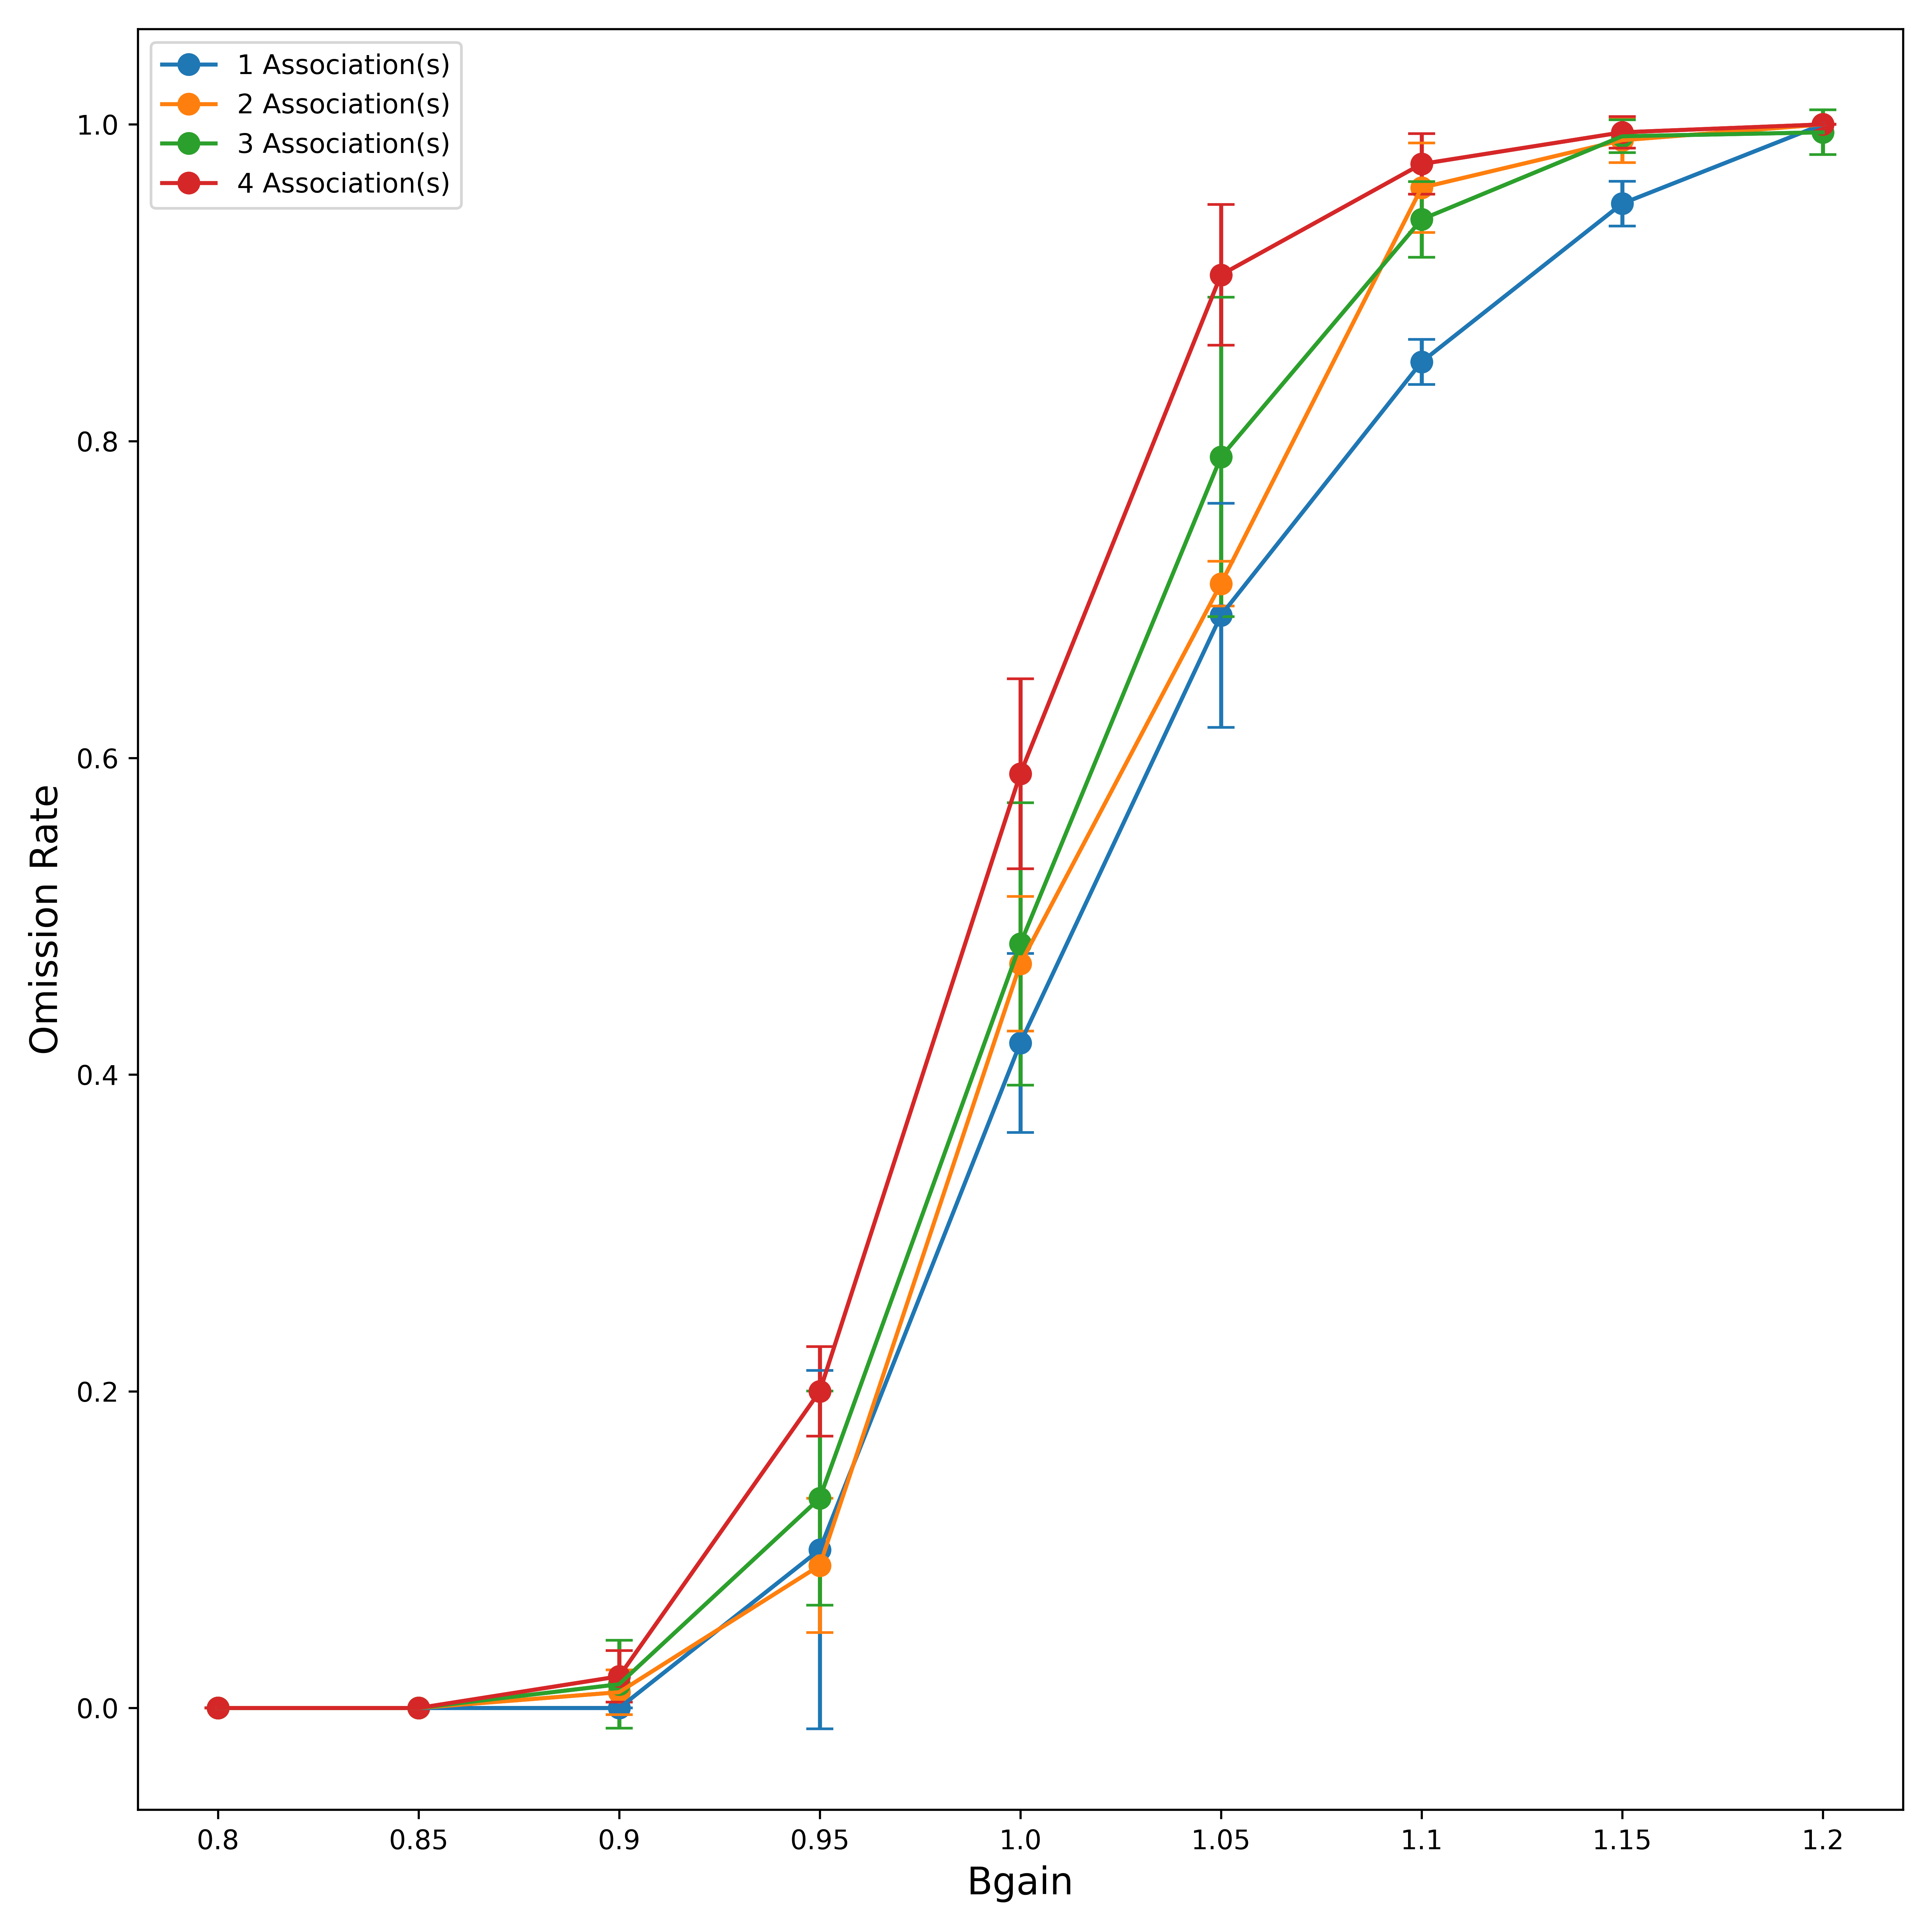 1 Association(s)
2 Association(s)
3 Association(s)
4 Association(s)
1.0
0.8
0.6
0.4
0.2
0.0
Omission Rate
0.8 0.85 0.9 0.95 1.0 1.05 1.1 1.15 1.2
Bgain